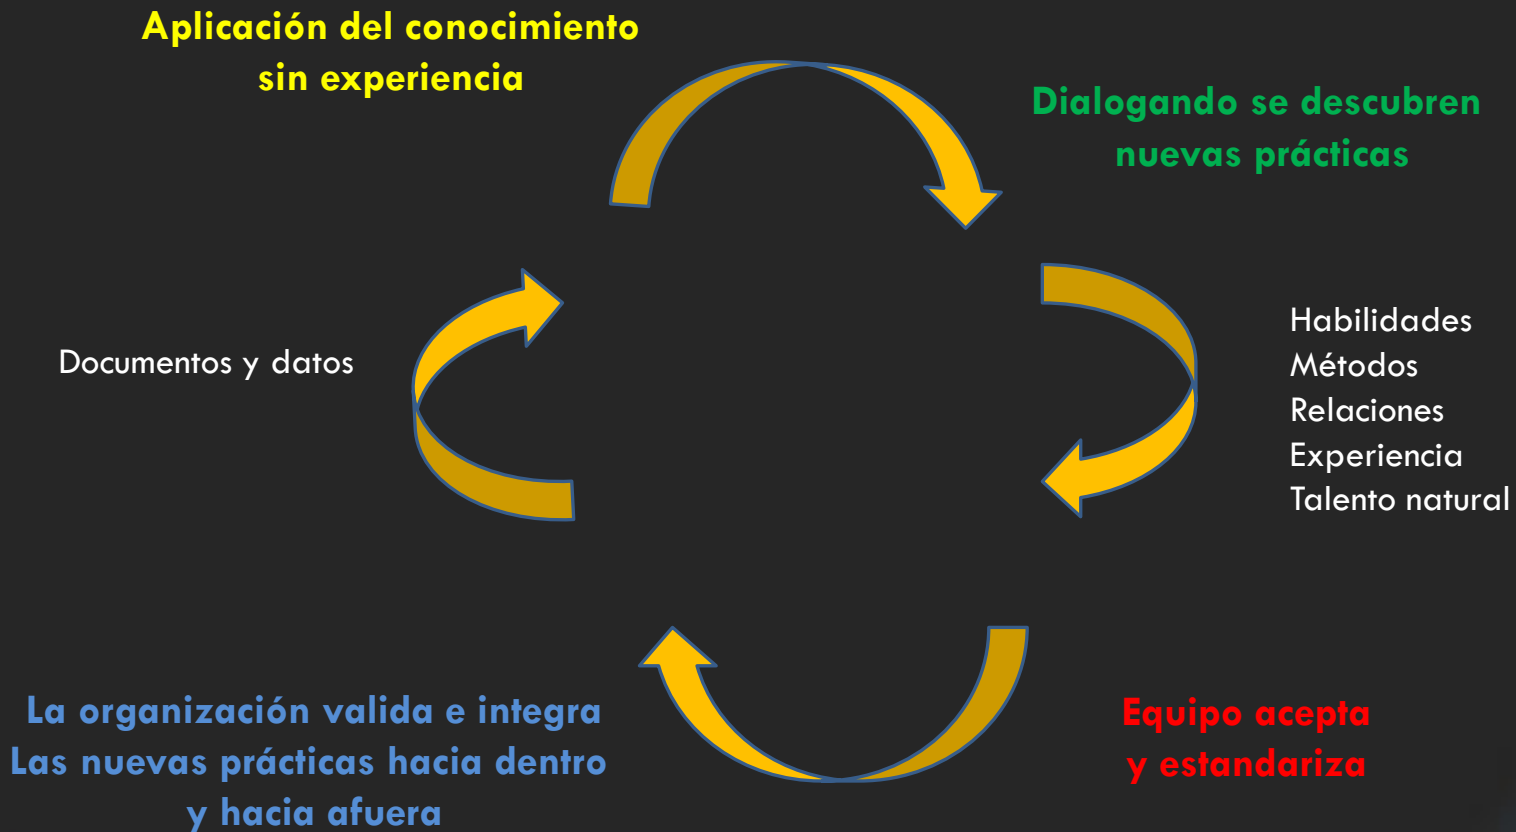 Aplicación del conocimiento
sin experiencia
Dialogando se descubren
nuevas prácticas
Documentos y datos
Habilidades
Métodos
Relaciones
Experiencia
Talento natural
La organización valida e integra
Las nuevas prácticas hacia dentro
y hacia afuera
Equipo acepta
y estandariza